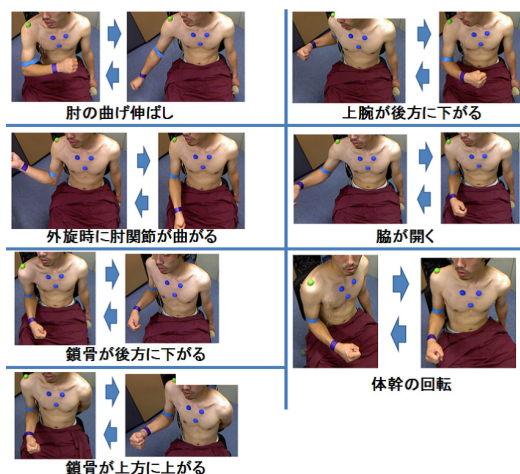 肘の曲げ伸ばし
上腕が後方に下がる
外旋時に肘関節が曲がる
脇が開く
鎖骨が後方に下がる
体幹の回転
鎖骨が上方に上がる